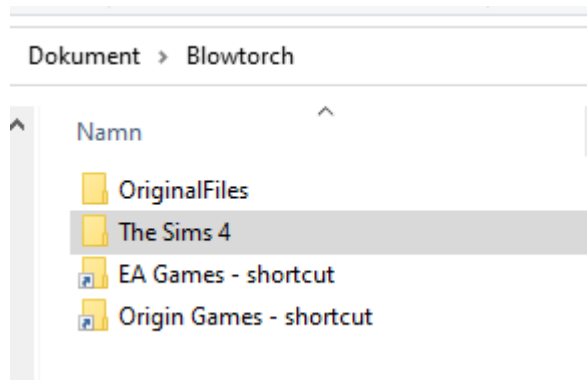 Dokument > Blowtorch
Namn
OriginalFiles
The Sims 4
EA Games - shortcut
Origin Games - shortcut